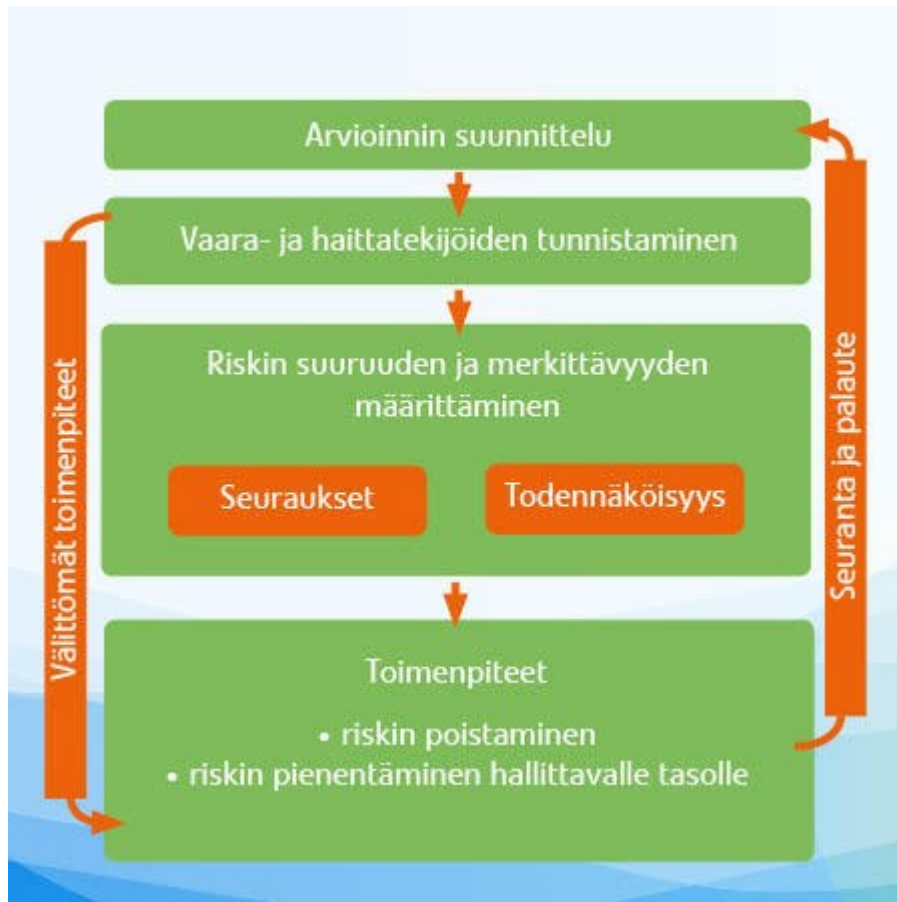 Arvioinnin suunnittelu
Vaara- ja haittatekijöiden tunnistaminen
Riskin suuruuden ja merkittävyyden
määrittäminen
Seuraukset
Todennäköisyys
Toimenpiteet
• riskin poistaminen
• riskin pienentäminen hallittavalle tasolle
Välittömät toimenpiteet
Seuranta ja palaute